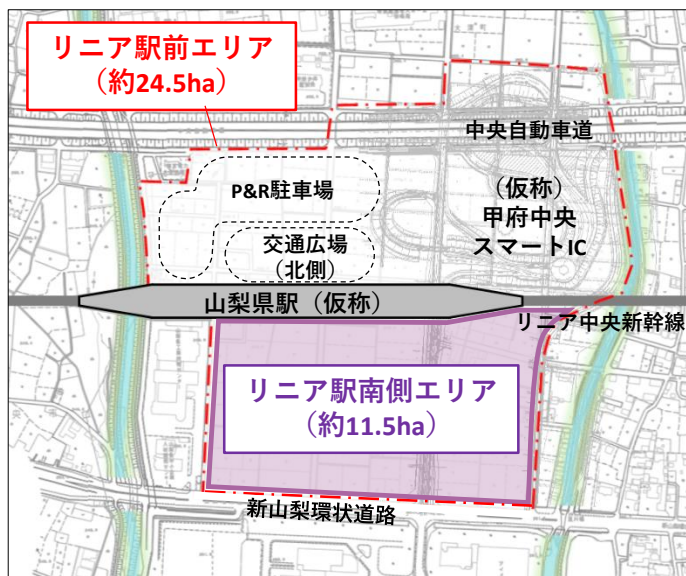 リニア駅前エリア
（約24.5ha）
中央自動車道
P&R駐車場
（仮称）
甲府中央
スマートIC
交通広場
（北側）
山梨県駅（仮称）
リニア中央新幹線
リニア駅南側エリア
（約11.5ha）
新山梨環状道路